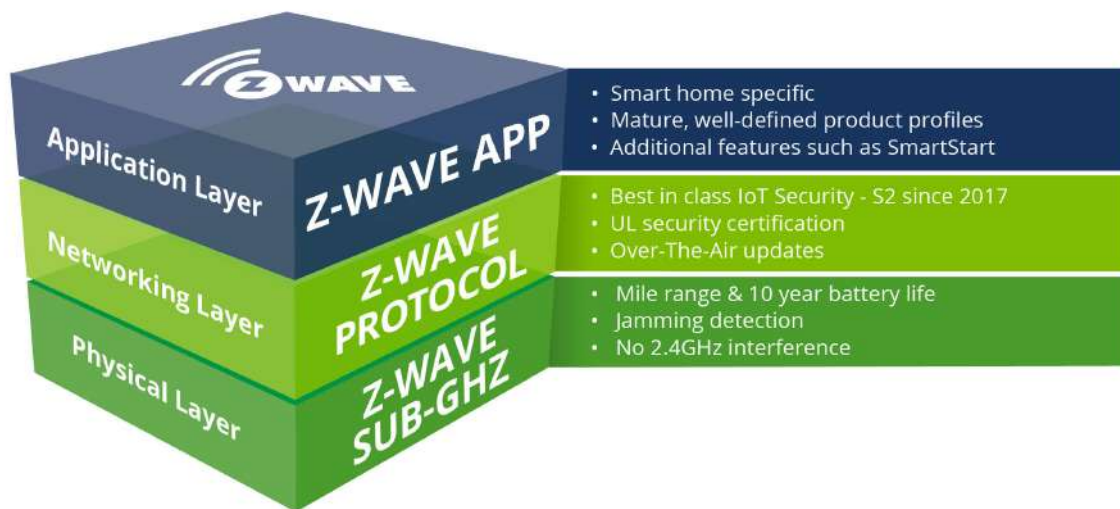 Z WAVE
Application Layer
Z-WAVE APP
• Smart home specific
• Mature, well-defined product profiles
• Additional features such as SmartStart
Networking Layer
Z-WAVE
PROTOCOL
• Best in class IoT Security - S2 since 2017
• UL security certification
• Over-The-Air updates
Physical Layer
Z-WAVE
SUB-GHZ
• Mile range & 10 year battery life
• Jamming detection
• No 2.4GHz interference